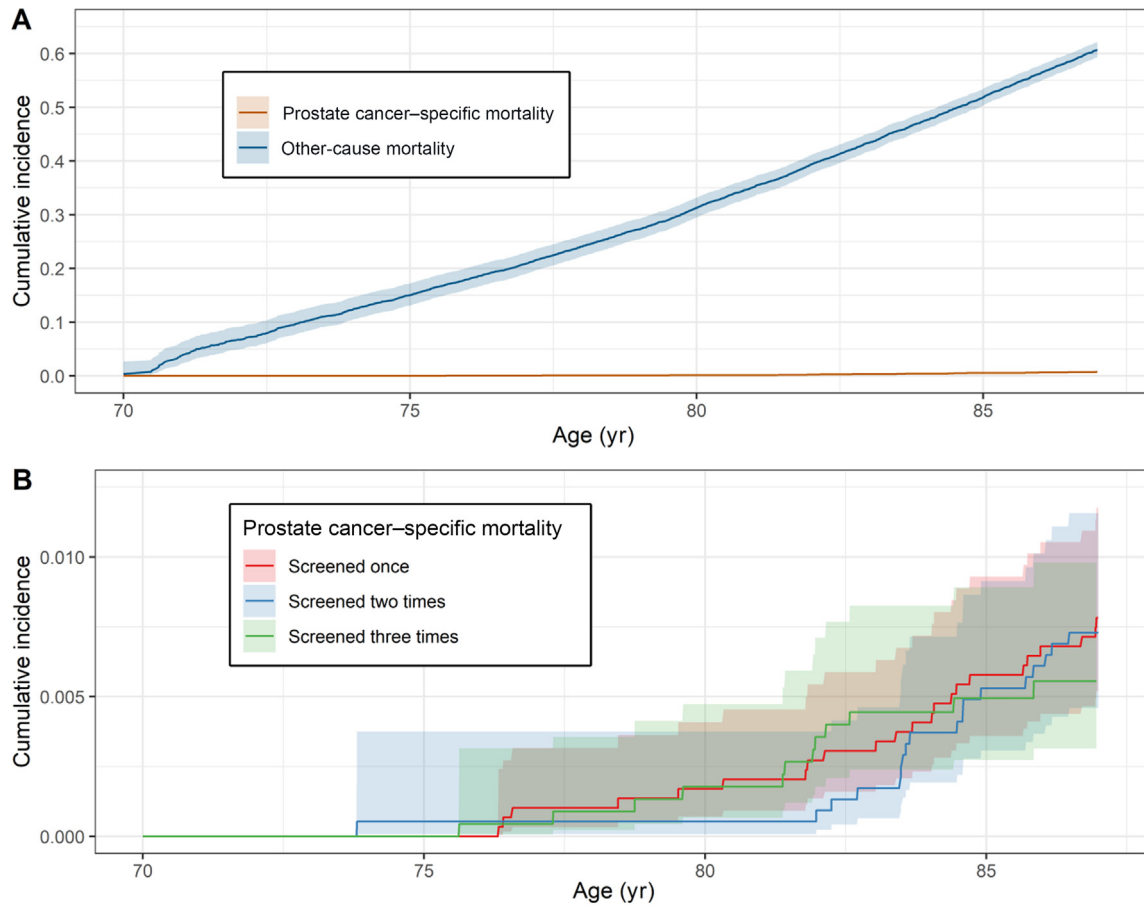 A
0.6
0.5
0.4
0.3
0.2
0.1
0.0
Cumulative incidence
Prostate cancer–specific mortality
Other-cause mortality
70
75
80
85
Age (yr)
B
0.010
0.005
0.000
Cumulative incidence
Prostate cancer–specific mortality
Screened once
Screened two times
Screened three times
70
75
80
85
Age (yr)